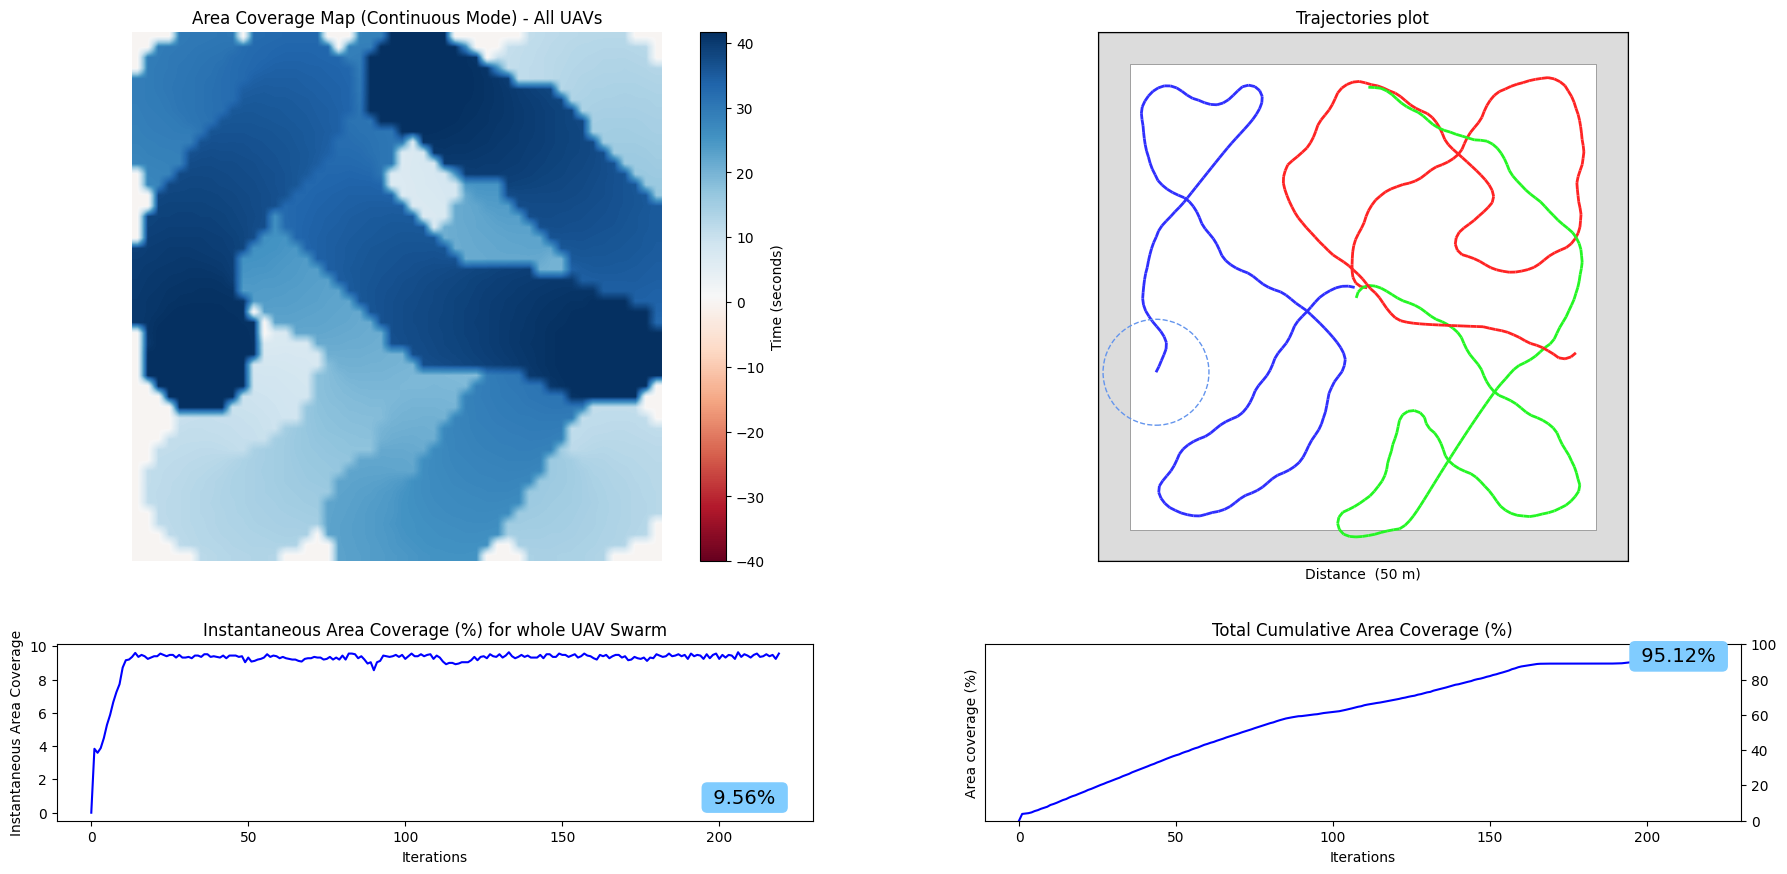 Area Coverage Map (Continuous Mode) - All UAVs
40
30
20
10
0
−10
−20
−30
−40
Time (seconds)
Trajectories plot
Distance  (50 m)
Instantaneous Area Coverage (%) for whole UAV Swarm
Instantaneous Area Coverage
10
8
6
4
2
0
9.56%
0 50 100 150 200
Iterations
Total Cumulative Area Coverage (%)
Area coverage (%)
95.12%
100
80
60
40
20
0
0 50 100 150 200
Iterations